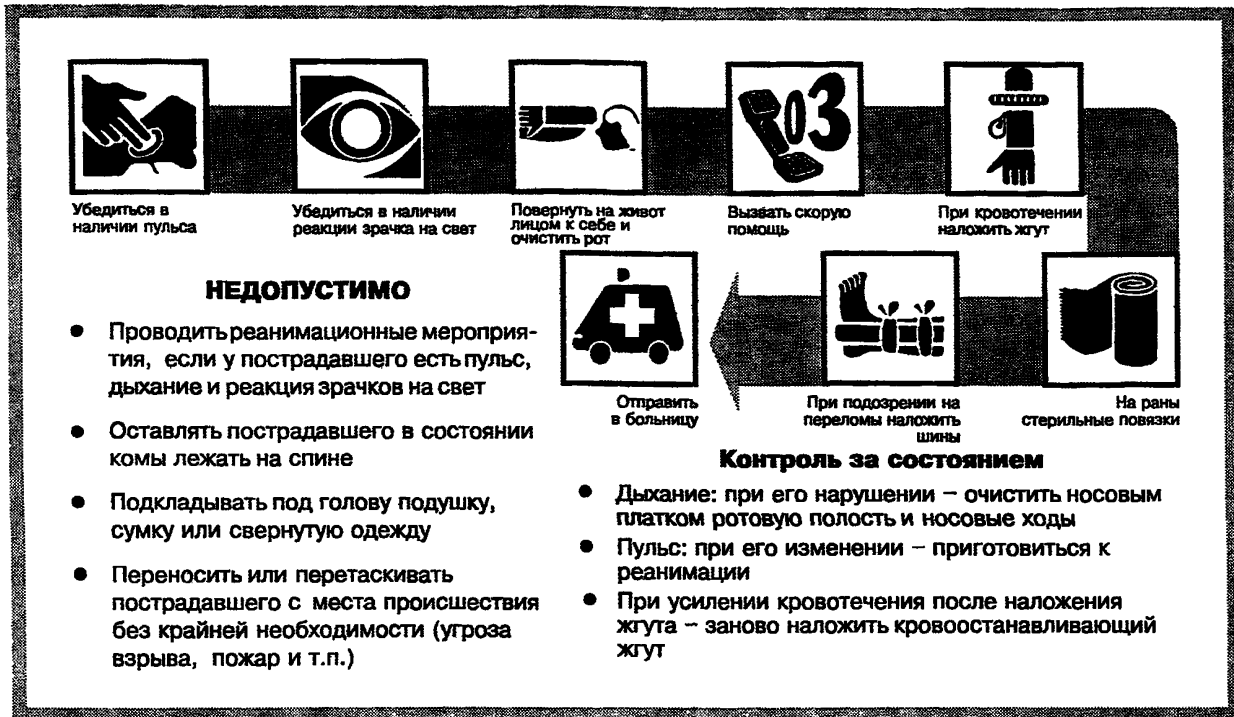 03
Убедиться в
наличии пульса
Убедиться в наличии
реакции зрачка на свет
Повернуть на живот
лицом к себе и
очистить рот
Вызвать скорую
помощь
При кровотечении
наложить жгут
На раны
стерильные повязки
При подозрении на
переломы наложить
шины
Отправить
в больницу
НЕДОПУСТИМО
● Проводить реанимационные мероприя-
тия, если у пострадавшего есть пульс,
дыхание и реакция зрачков на свет
● Оставлять пострадавшего в состоянии
комы лежать на спине
● Подкладывать под голову подушку,
сумку или свернутую одежду
● Переносить или перетаскивать
пострадавшего с места происшествия
без крайней необходимости (угроза
взрыва, пожар и т.п.)
Контроль за состоянием
● Дыхание: при его нарушении – очистить носовым
платком ротовую полость и носовые ходы
● Пульс: при его изменении – приготовиться к
реанимации
● При усилении кровотечения после наложения
жгута – заново наложить кровоостанавливающий
жгут